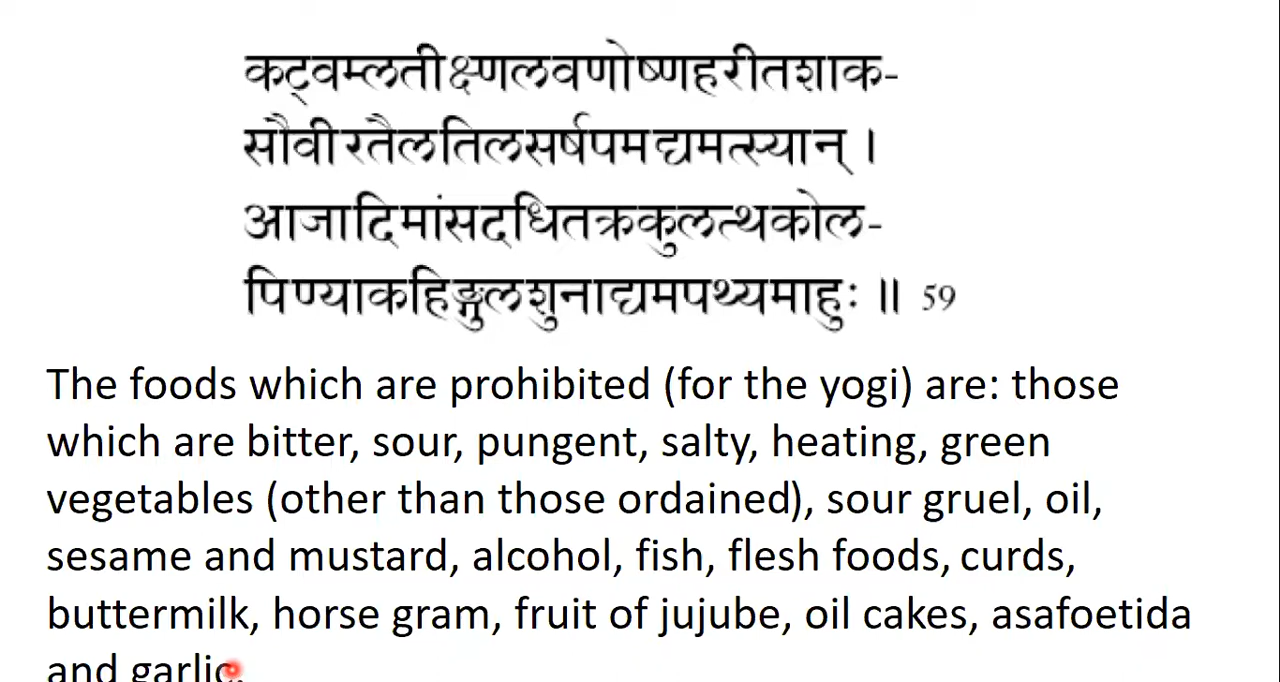 कट्वम्लतीक्ष्णलवणोष्णहरीतशाक-
सौवीरतैलतिलसर्षपमद्यमत्स्यान् ।
आजादिमांसदधितक्रकुलत्थकोल-
पिण्याकहिङ्गुलशुनाद्यमपथ्यमाहुः ॥ 59
The foods which are prohibited (for the yogi) are: those
which are bitter, sour, pungent, salty, heating, green
vegetables (other than those ordained), sour gruel, oil,
sesame and mustard, alcohol, fish, flesh foods, curds,
buttermilk, horse gram, fruit of jujube, oil cakes, asafoetida
and garlic.